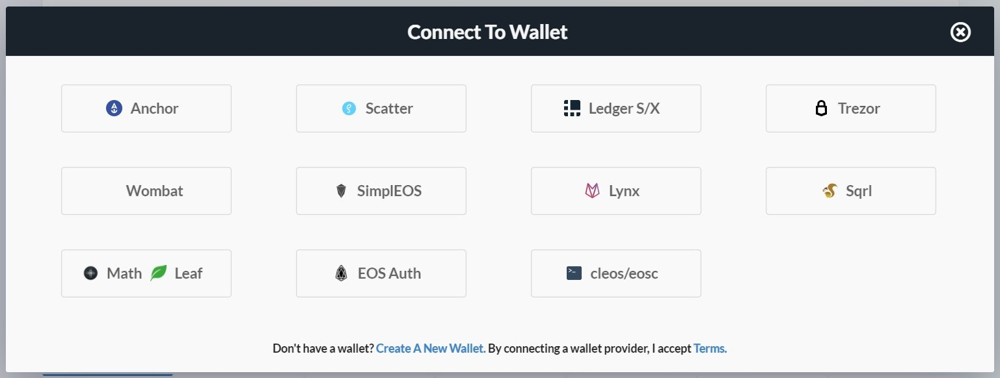 Connect To Wallet
Anchor
Scatter
Ledger S/X
Trezor
Wombat
SimplEOS
Lynx
Sqrl
Math Leaf
EOS Auth
cleos/eosc
Don't have a wallet? Create A New Wallet. By connecting a wallet provider, I accept Terms.